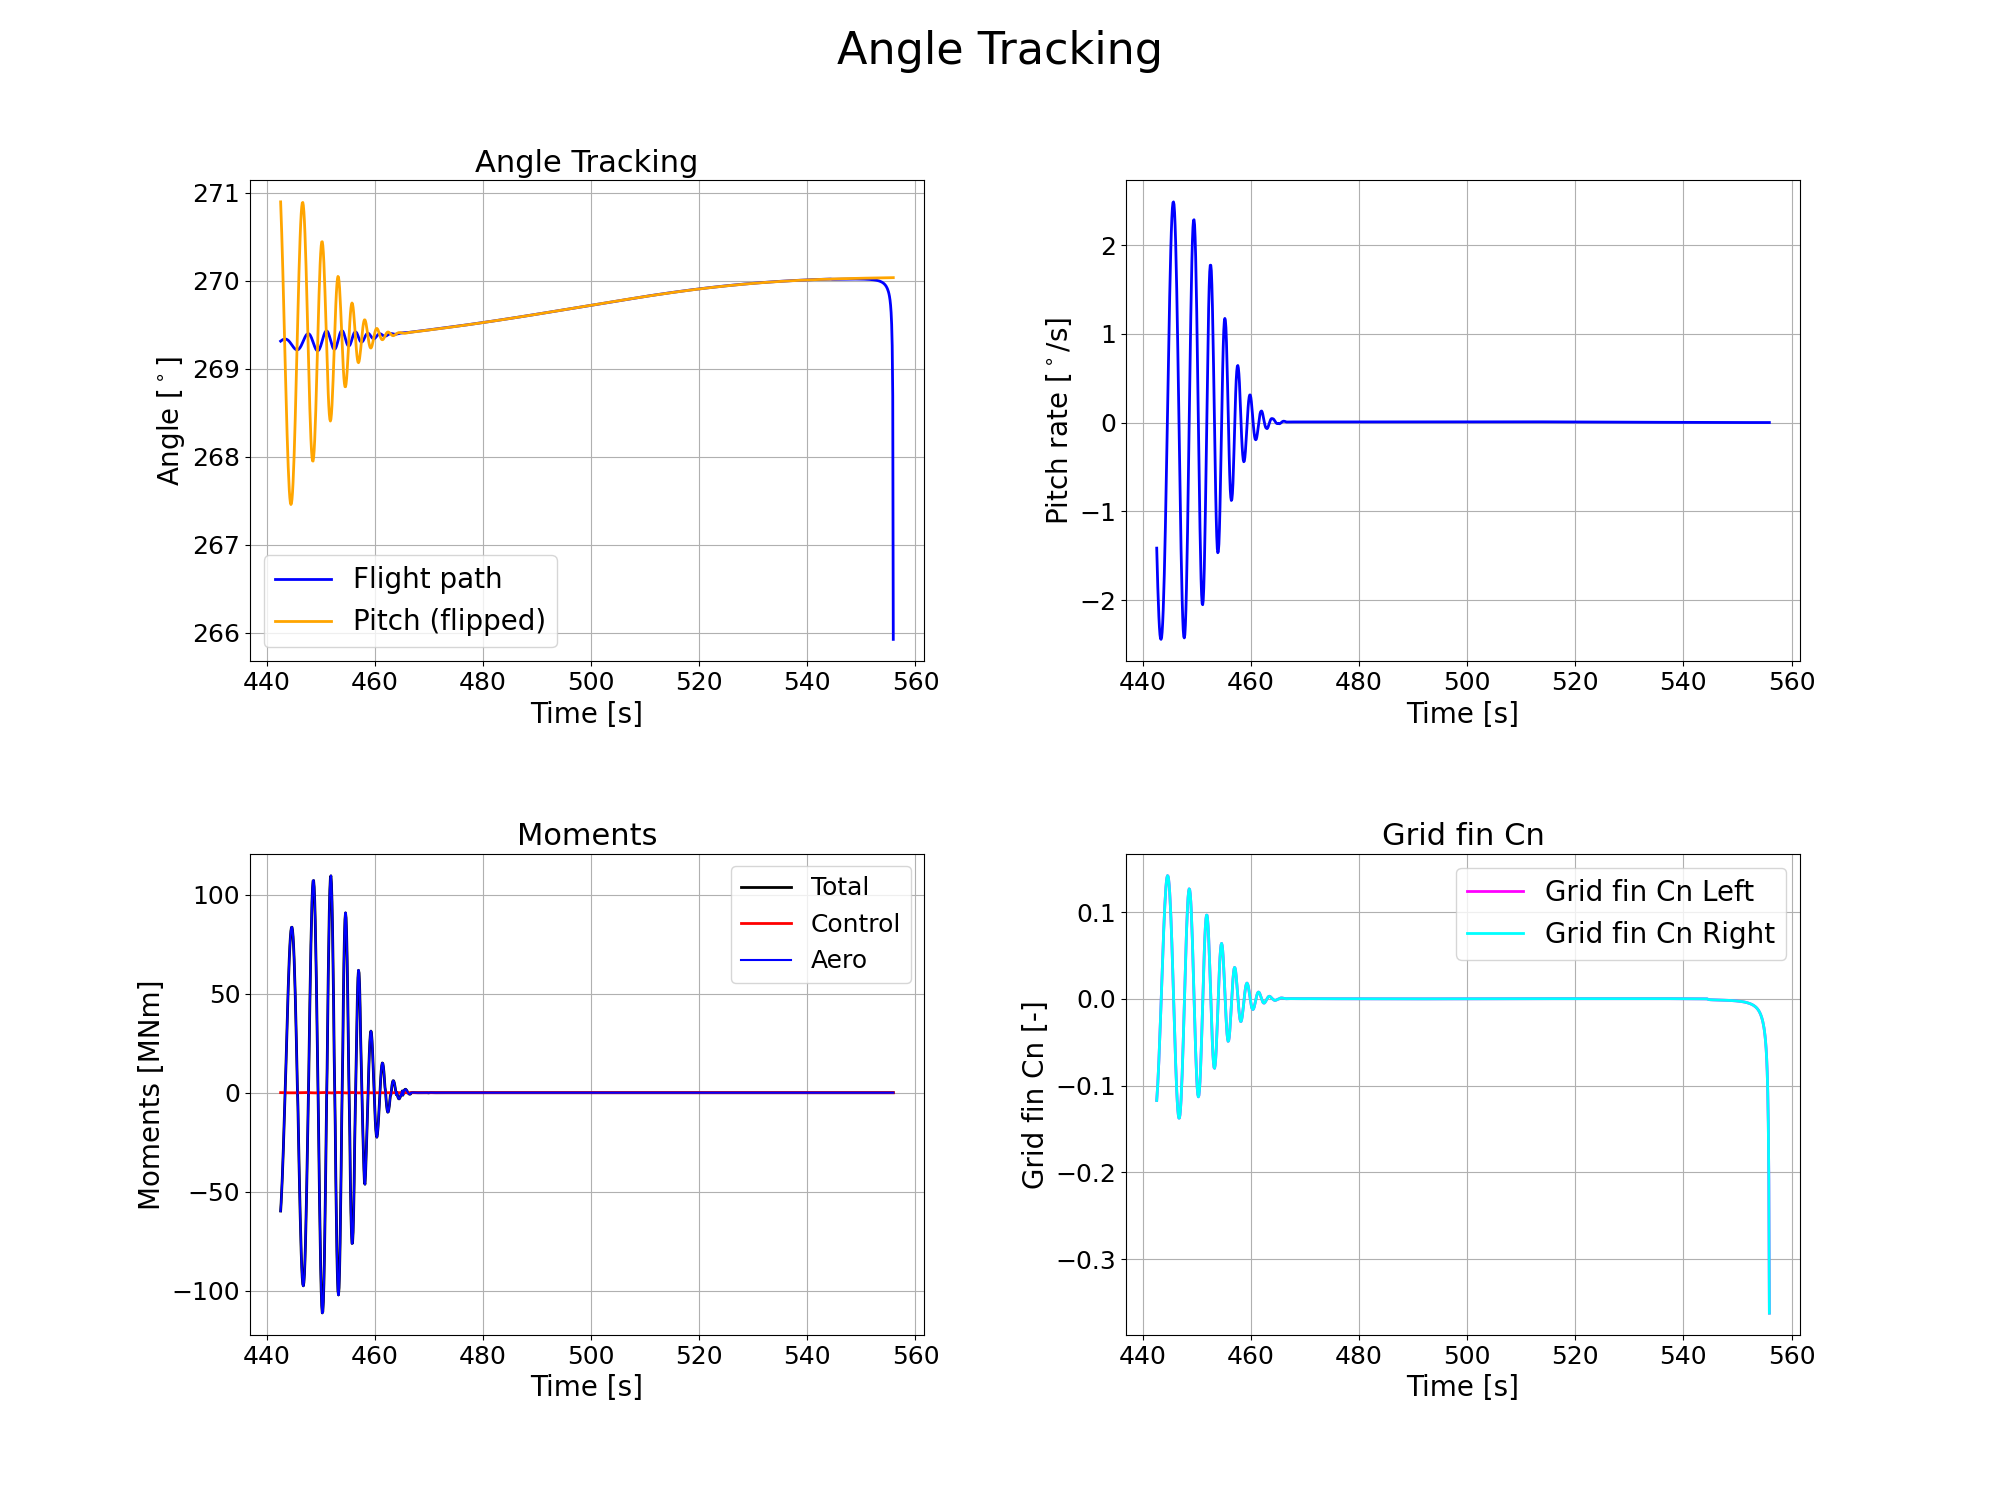 Angle Tracking
Angle Tracking
271
270
269
268
267
266
Angle [°]
Flight path
Pitch (flipped)
440 460 480 500 520 540 560
Time [s]
2
1
0
−1
−2
Pitch rate [°/s]
440 460 480 500 520 540 560
Time [s]
Moments
100
50
0
−50
−100
Moments [MNm]
Total
Control
Aero
440 460 480 500 520 540 560
Time [s]
Grid fin Cn
0.1
0.0
−0.1
−0.2
−0.3
Grid fin Cn [-]
Grid fin Cn Left
Grid fin Cn Right
440 460 480 500 520 540 560
Time [s]